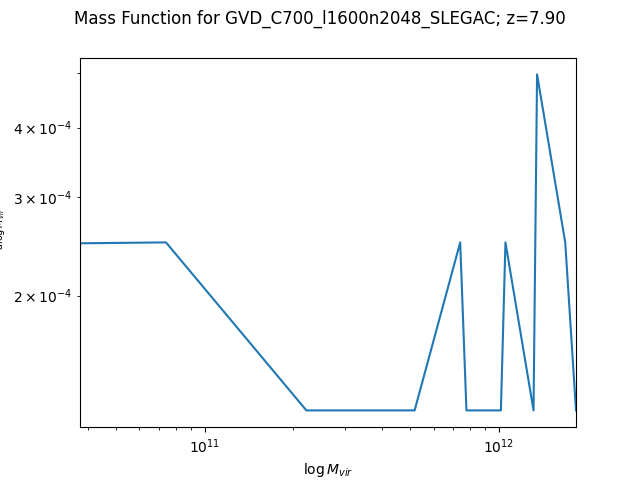 Mass Function for GVD_C700_l1600n2048_SLEGAC; z=7.90
4 × 10⁻⁴
3 × 10⁻⁴
2 × 10⁻⁴
10¹¹
10¹²
log M_vir